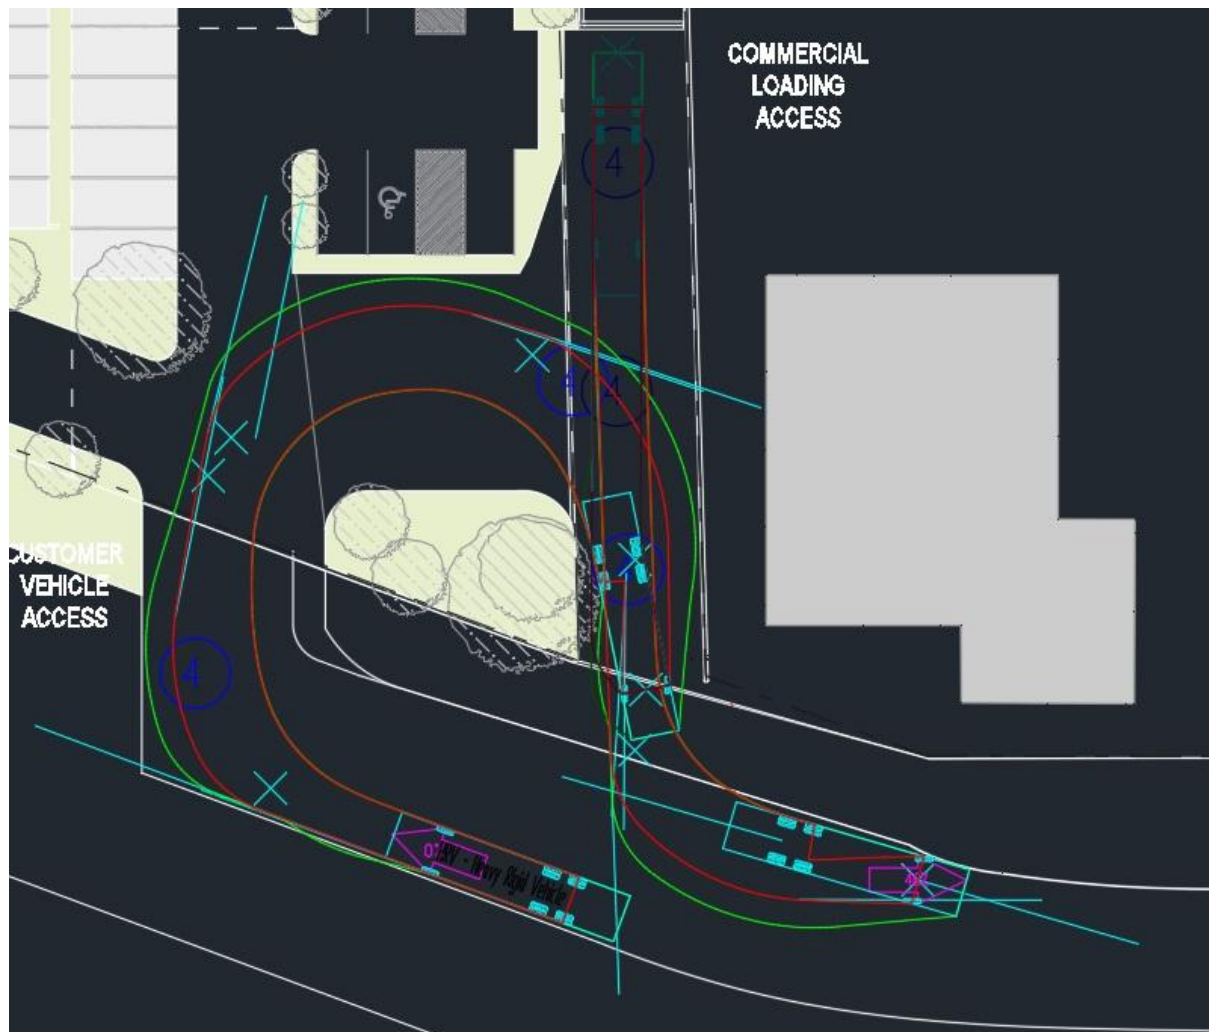 COMMERCIAL
LOADING
ACCESS
4
4
4
CUSTOMER
VEHICLE
ACCESS
4
HRV - Heavy Rigid Vehicle